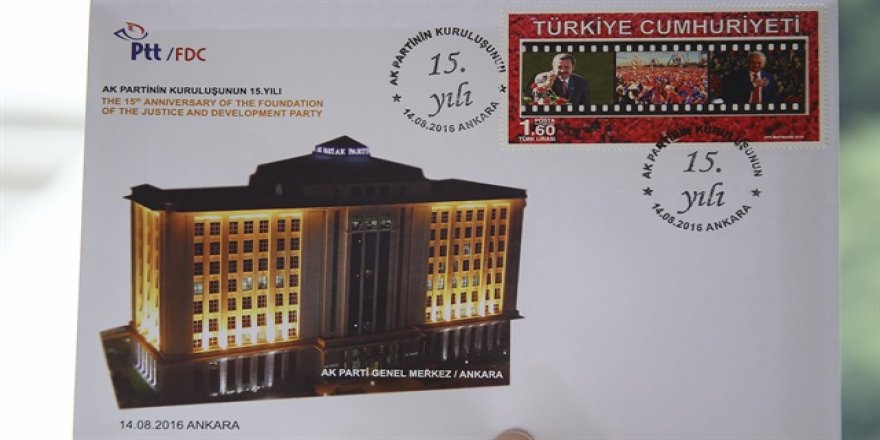 Ptt /FDC
AK PARTİNİN KURULUŞUNUN 15.YILI
THE 15th ANNIVERSARY OF THE FOUNDATION
OF THE JUSTICE AND DEVELOPMENT PARTY
AK PARTİNİN KURULUŞUNUN
15.
yılı
14.08.2016 ANKARA
TÜRKİYE CUMHURİYETİ
POSTA
1.60
TÜRK LİRASI
AK PARTİNİN KURULUŞUNUN
15.
yılı
14.08.2016 ANKARA
AK PARTİ
AK PARTİ GENEL MERKEZ / ANKARA
14.08.2016 ANKARA